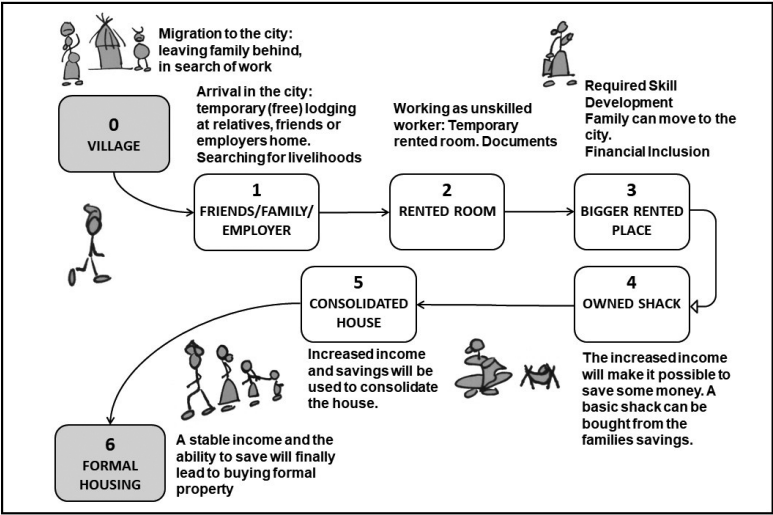 Migration to the city:
leaving family behind,
in search of work
0
VILLAGE
Arrival in the city:
temporary (free) lodging
at relatives, friends or
employers home.
Searching for livelihoods
1
FRIENDS/FAMILY/
EMPLOYER
Working as unskilled
worker: Temporary
rented room. Documents
2
RENTED ROOM
Required Skill
Development
Family can move to the
city.
Financial Inclusion
3
BIGGER RENTED
PLACE
4
OWNED SHACK
The increased income
will make it possible to
save some money. A
basic shack can be
bought from the
families savings.
5
CONSOLIDATED
HOUSE
Increased income
and savings will be
used to consolidate
the house.
6
FORMAL
HOUSING
A stable income and the
ability to save will finally
lead to buying formal
property